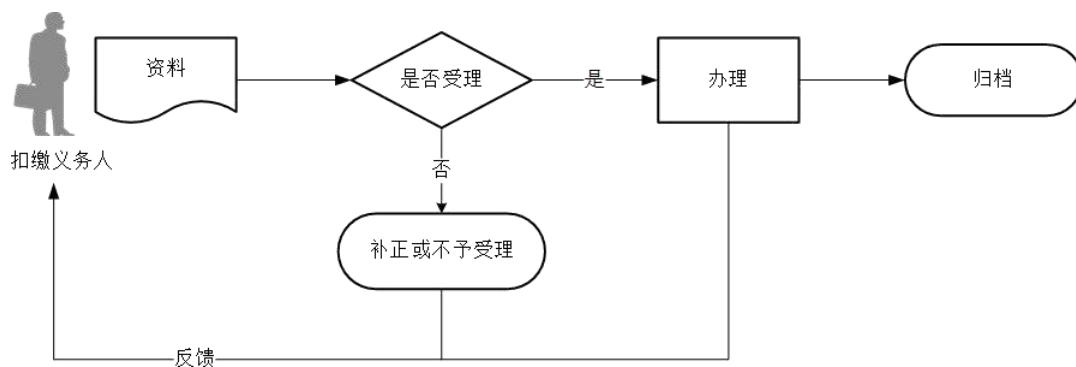 资料
是否受理
是
办理
归档
扣缴义务人
否
补正或不予受理
反馈